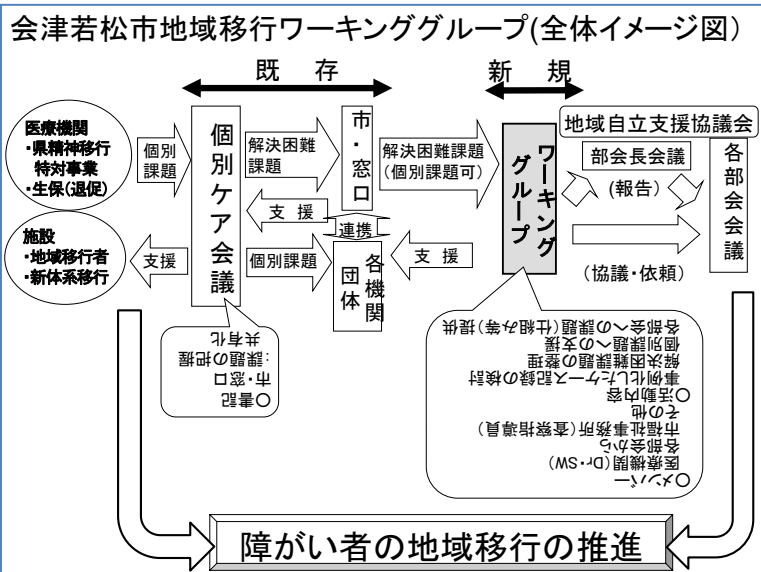 会津若松市地域移行ワーキンググループ(全体イメージ図)
既　存
新　規
医療機関
・県精神移行
特対事業
・生保(退促)
個別
課題
個別ケア会議
解決困難
課題
市・窓口
解決困難課題
(個別課題可)
ワーキング
グループ
地域自立支援協議会
部会長会議
各部会会議
(報告)
支 援
連携
施設
・地域移行者
・新体系移行
支援
個別課題
各機関
団体
支 援
(協議・依頼)
〇書記
市・窓口
:課題の把握
共有化
〇メンバー
医療機関(Dr・SW)
各部会から
市福祉事務所(査察指導員)
その他
〇活動内容
事例化したケース記録の検討
解決困難課題の整理
個別課題への支援
各部会への課題(仕組み等)提供
障がい者の地域移行の推進